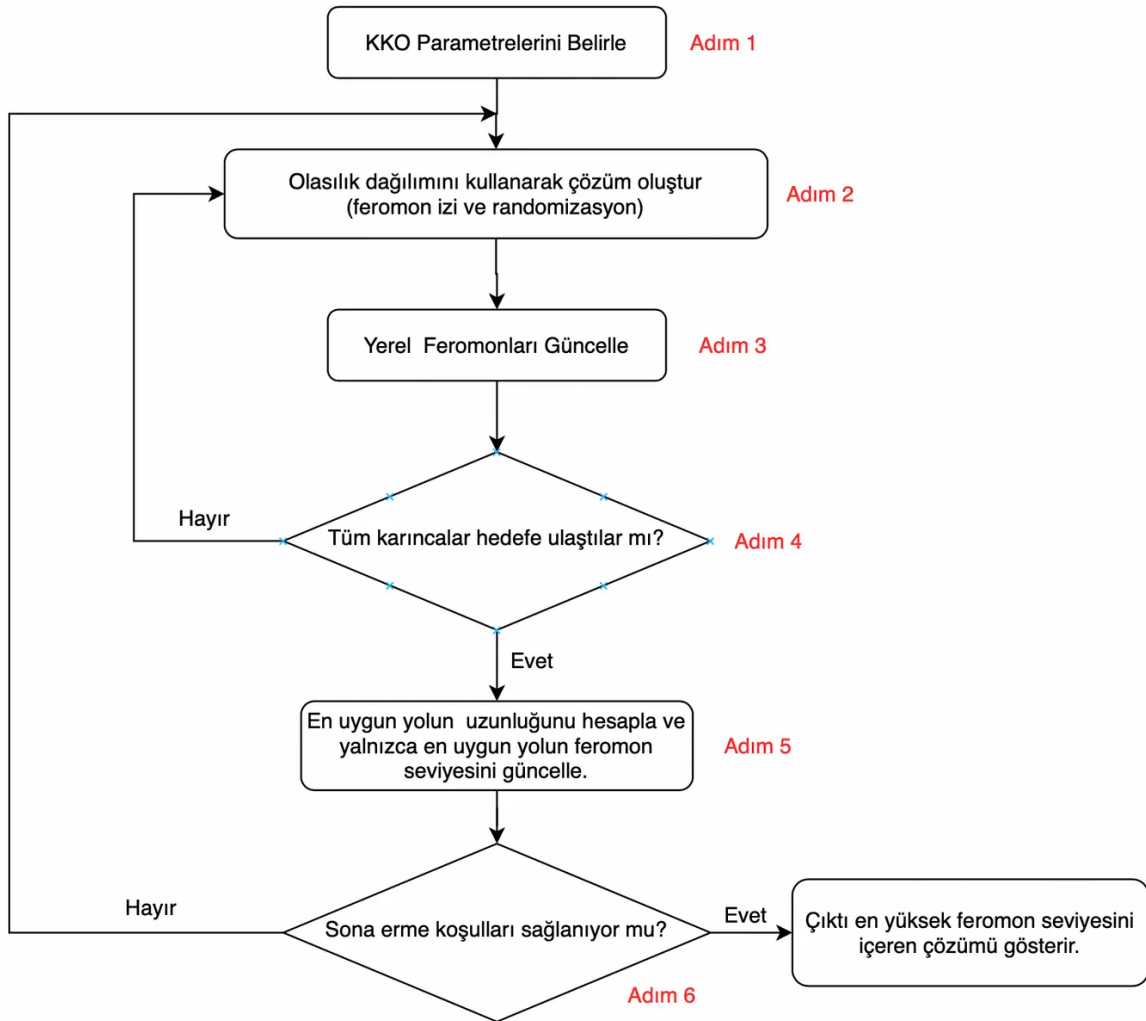 KKO Parametrelerini Belirle
Adım 1
Olasılık dağılımını kullanarak çözüm oluştur
(feromon izi ve randomizasyon)
Adım 2
Yerel  Feromonları Güncelle
Adım 3
Hayır
Tüm karıncalar hedefe ulaştılar mı?
Adım 4
Evet
En uygun yolun  uzunluğunu hesapla ve
yalnızca en uygun yolun feromon
seviyesini güncelle.
Adım 5
Hayır
Sona erme koşulları sağlanıyor mu?
Evet
Çıktı en yüksek feromon seviyesini
içeren çözümü gösterir.
Adım 6